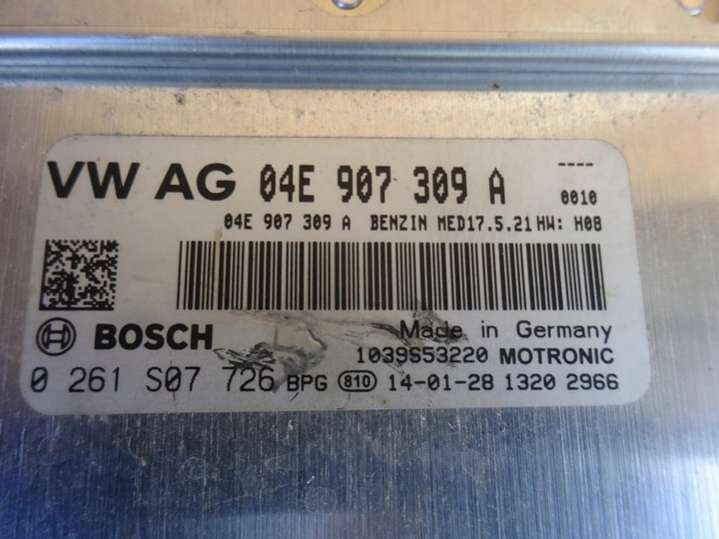 ----
VW AG 04E 907 309 A 0010
04E 907 309 A BENZIN MED17.5.21 HW: H08
BOSCH Made in Germany
1039S53220 MOTRONIC
0 261 S07 726 BPG 810 14-01-28 1320 2966